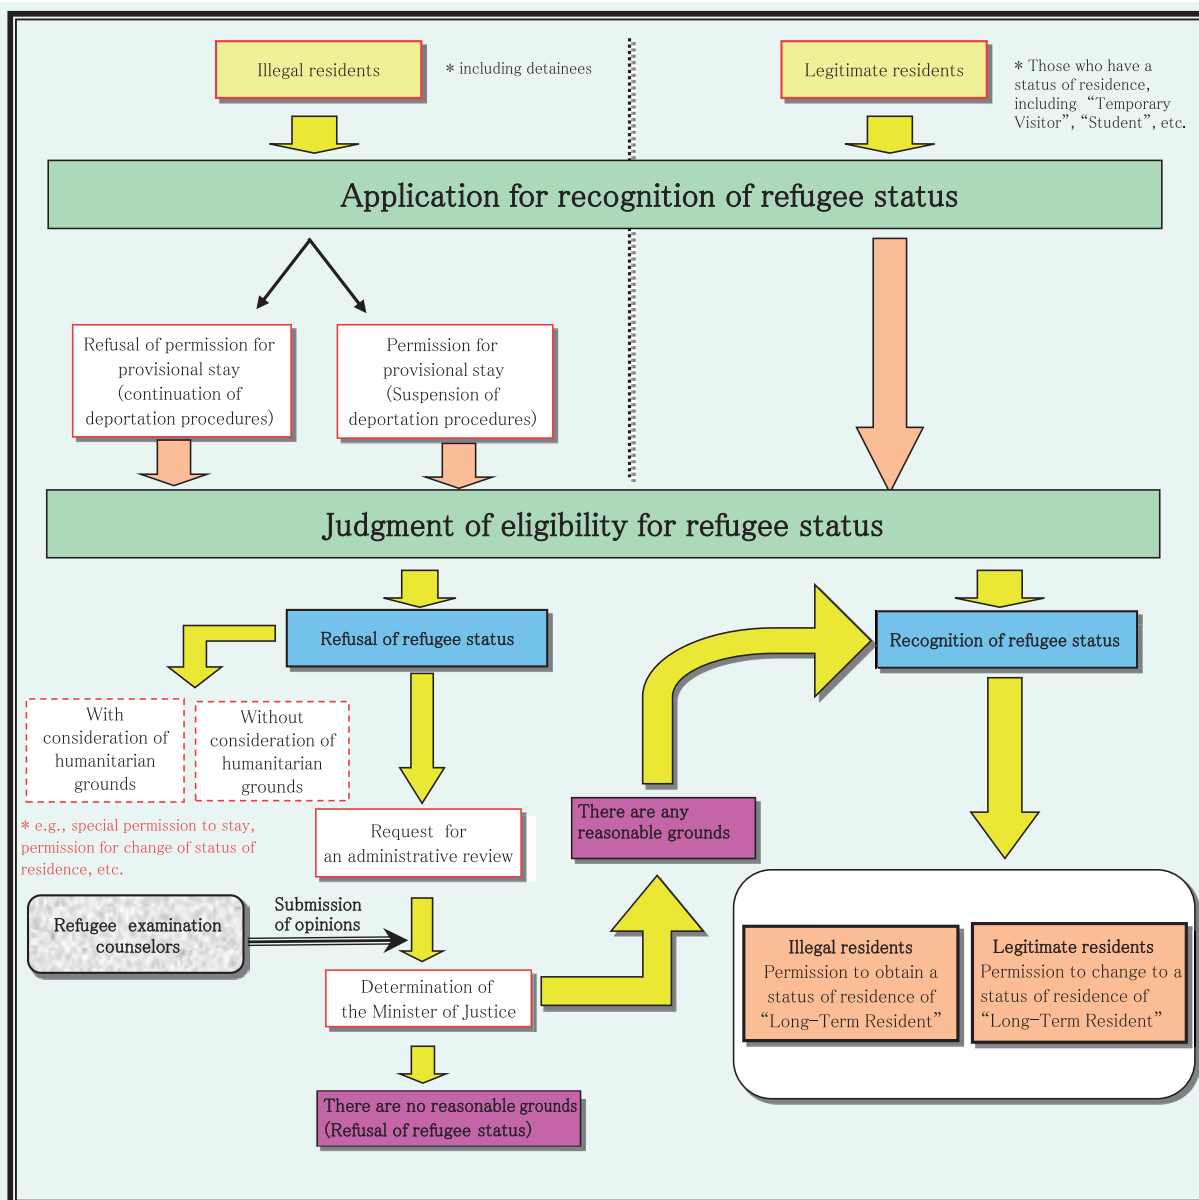 Illegal residents
* including detainees
Legitimate residents
* Those who have a
status of residence,
including “Temporary
Visitor”, “Student”, etc.
Application for recognition of refugee status
Refusal of permission for
provisional stay
(continuation of
deportation procedures)
Permission for
provisional stay
(Suspension of
deportation procedures)
Judgment of eligibility for refugee status
Refusal of refugee status
Recognition of refugee status
With
consideration of
humanitarian
grounds
Without
consideration of
humanitarian
grounds
* e.g., special permission to stay,
permission for change of status of
residence, etc.
Request for
an administrative review
There are any
reasonable grounds
Refugee examination
counselors
Submission
of opinions
Determination of
the Minister of Justice
There are no reasonable grounds
(Refusal of refugee status)
Illegal residents
Permission to obtain a
status of residence of
“Long-Term Resident”
Legitimate residents
Permission to change to a
status of residence of
“Long-Term Resident”